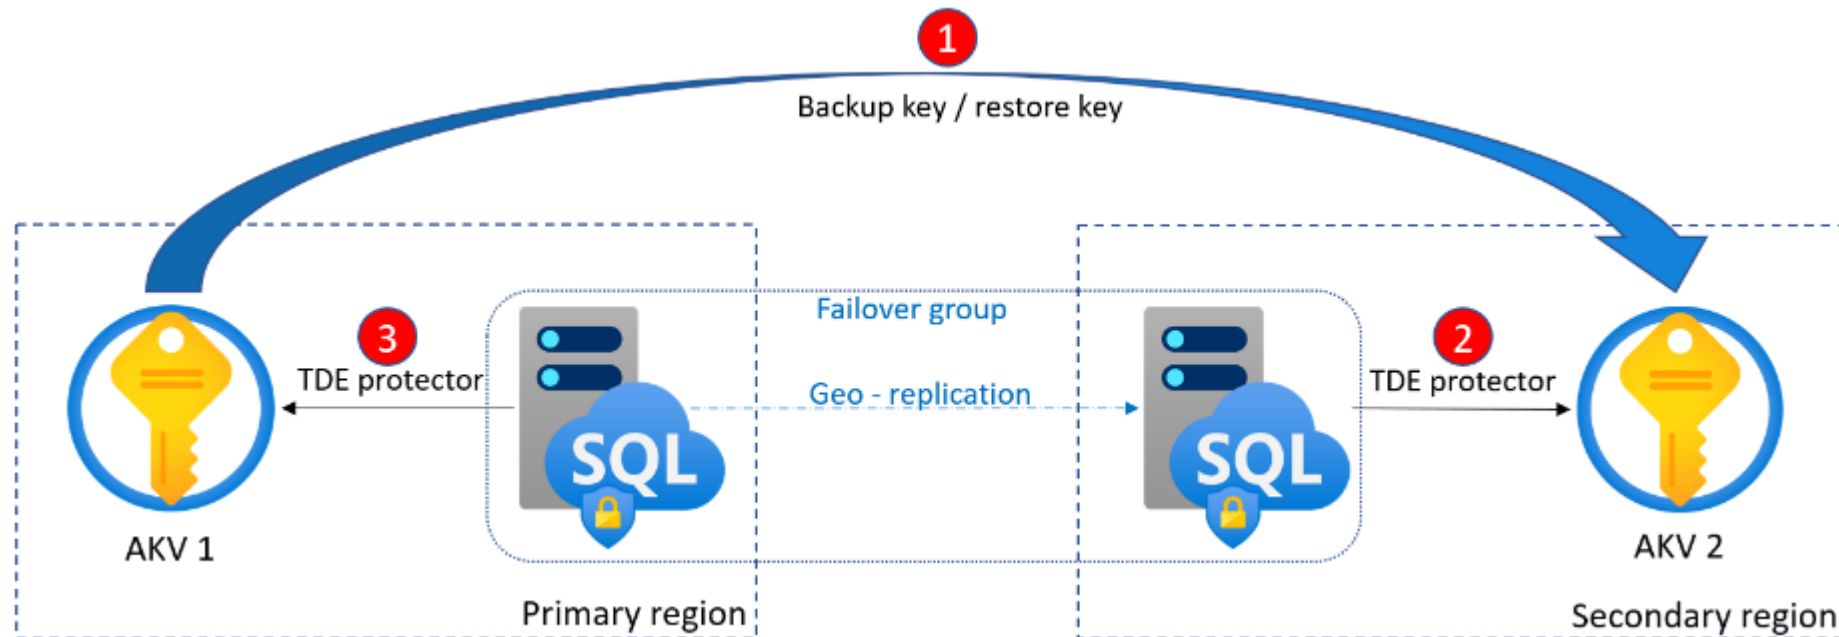 1
Backup key / restore key
Failover group
3
2
TDE protector
TDE protector
Geo - replication
SQL
SQL
AKV 1
AKV 2
Primary region
Secondary region